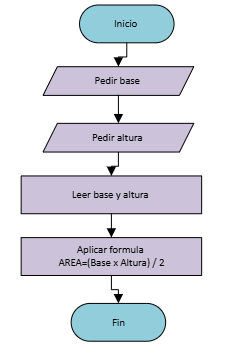 Inicio
Pedir base
Pedir altura
Leer base y altura
Aplicar formula
AREA=(Base x Altura) / 2
Fin